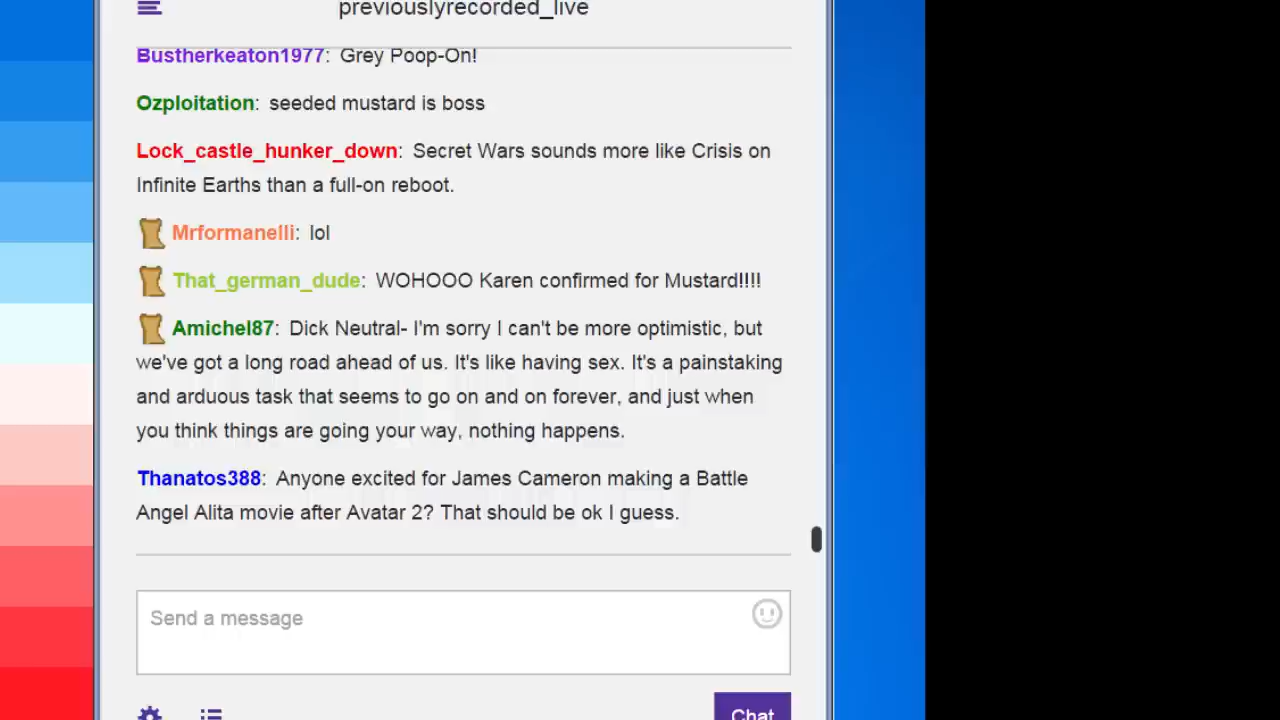 previouslyrecorded_live
Bustherkeaton1977: Grey Poop-On!
Ozploitation: seeded mustard is boss
Lock_castle_hunker_down: Secret Wars sounds more like Crisis on
Infinite Earths than a full-on reboot.
Mrformanelli: lol
That_german_dude: WOHOOO Karen confirmed for Mustard!!!!
Amichel87: Dick Neutral- I'm sorry I can't be more optimistic, but
we've got a long road ahead of us. It's like having sex. It's a painstaking
and arduous task that seems to go on and on forever, and just when
you think things are going your way, nothing happens.
Thanatos388: Anyone excited for James Cameron making a Battle
Angel Alita movie after Avatar 2? That should be ok I guess.
Send a message
Chat